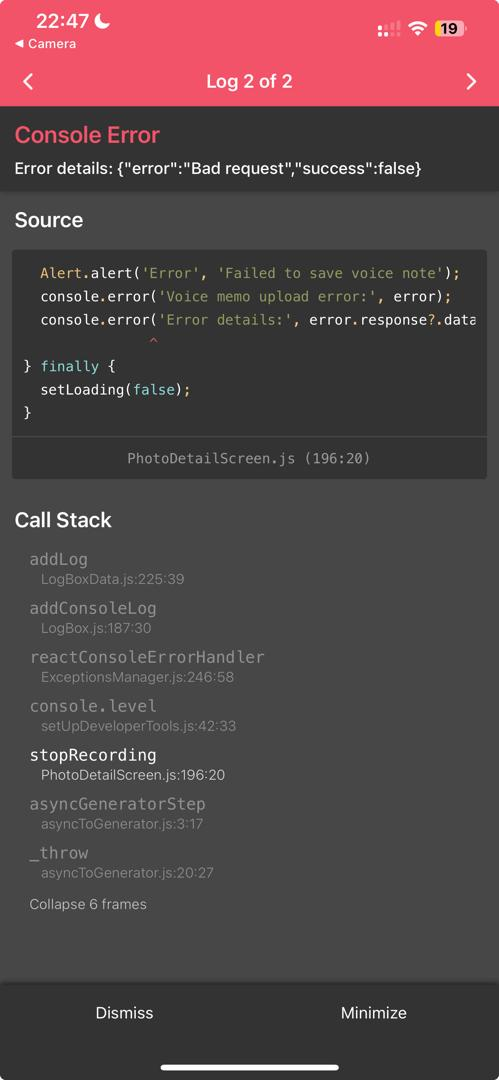 22:47
◀ Camera
19
Log 2 of 2
Console Error
Error details: {"error":"Bad request","success":false}
Source
Alert.alert('Error', 'Failed to save voice note');
console.error('Voice memo upload error:', error);
console.error('Error details:', error.response?.data
^
} finally {
setLoading(false);
}
PhotoDetailScreen.js (196:20)
Call Stack
addLog
LogBoxData.js:225:39
addConsoleLog
LogBox.js:187:30
reactConsoleErrorHandler
ExceptionsManager.js:246:58
console.level
setUpDeveloperTools.js:42:33
stopRecording
PhotoDetailScreen.js:196:20
asyncGeneratorStep
asyncToGenerator.js:3:17
_throw
asyncToGenerator.js:20:27
Collapse 6 frames
Dismiss
Minimize